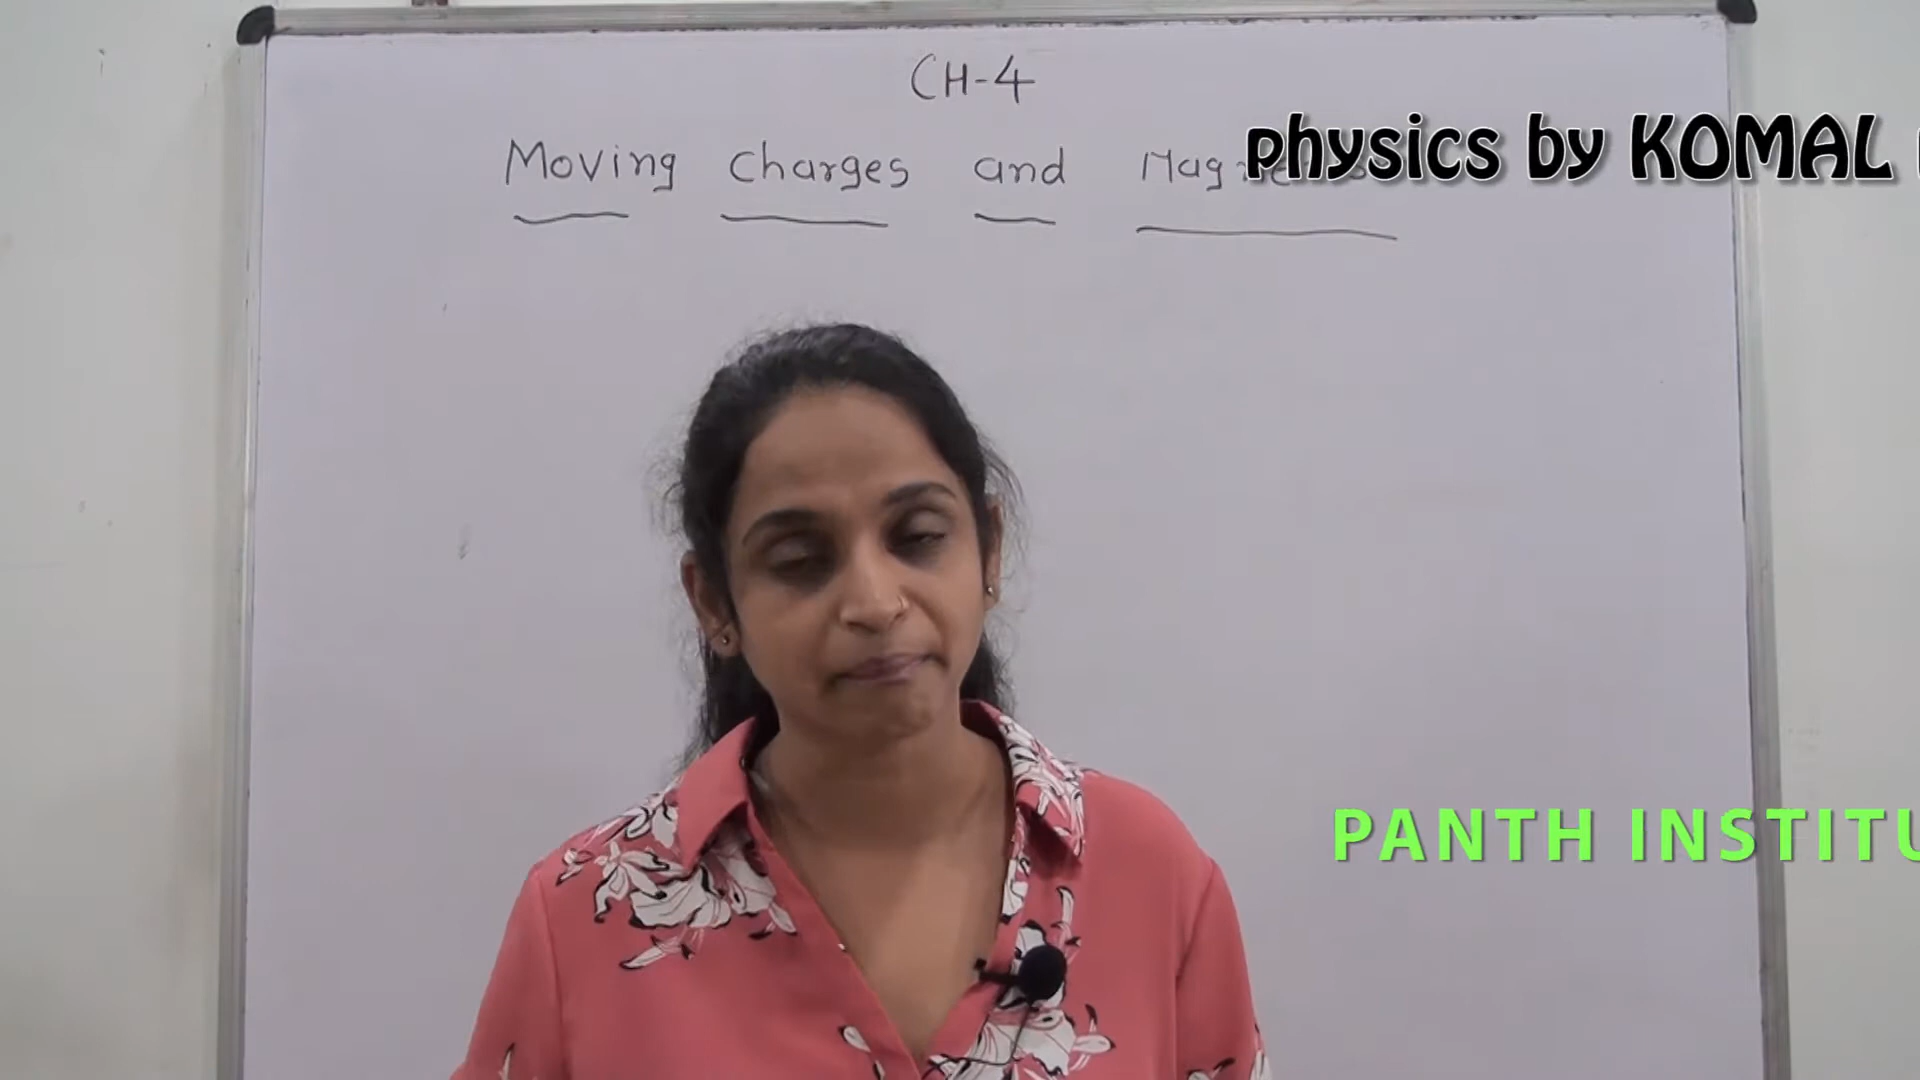 CH-4
Moving Charges and
physics by KOMAL
PANTH INSTITU